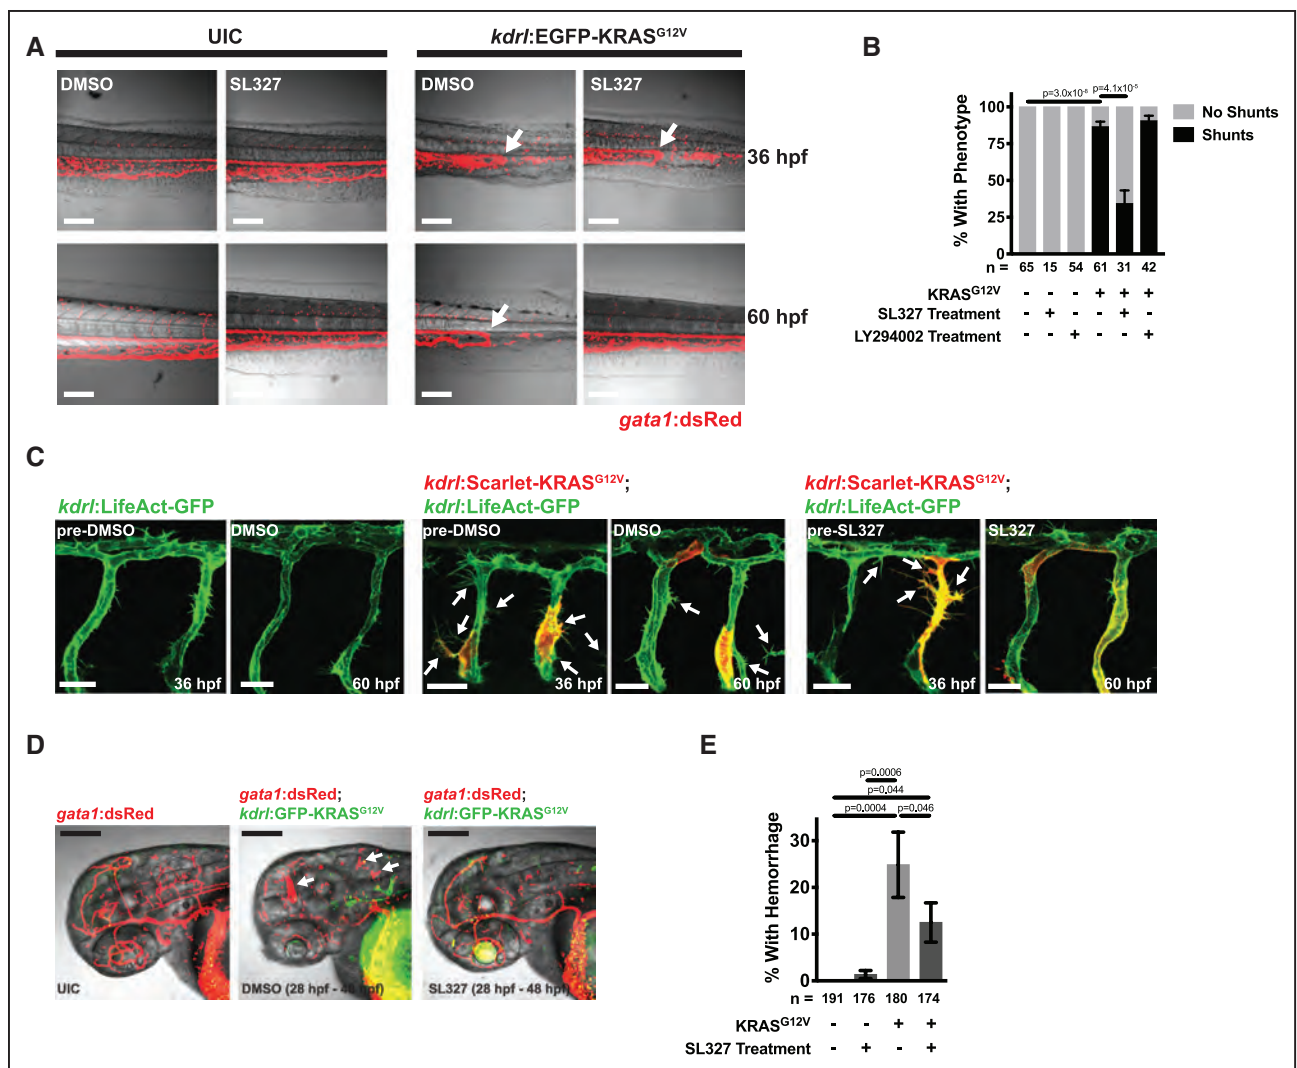 A
UIC
kdrl:EGFP-KRASG12V
DMSO
SL327
DMSO
SL327
36 hpf
60 hpf
gata1:dsRed
B
p=3.0x10-8
p=4.1x10-5
% With Phenotype
100
75
50
25
0
No Shunts
Shunts
n = 65 15 54 61 31 42
KRASG12V - - - + + +
SL327 Treatment - + - - + -
LY294002 Treatment - - + - - +
C
kdrl:LifeAct-GFP
kdrl:Scarlet-KRASG12V;
kdrl:LifeAct-GFP
kdrl:Scarlet-KRASG12V;
kdrl:LifeAct-GFP
pre-DMSO
DMSO
pre-DMSO
DMSO
pre-SL327
SL327
36 hpf
60 hpf
36 hpf
60 hpf
36 hpf
60 hpf
D
gata1:dsRed
gata1:dsRed;
kdrl:GFP-KRASG12V
gata1:dsRed;
kdrl:GFP-KRASG12V
UIC
DMSO (28 hpf - 48 hpf)
SL327 (28 hpf - 48 hpf)
E
p=0.0006
p=0.044
p=0.0004
p=0.046
% With Hemorrhage
30
20
10
0
n = 191 176 180 174
KRASG12V - - + +
SL327 Treatment - + - +